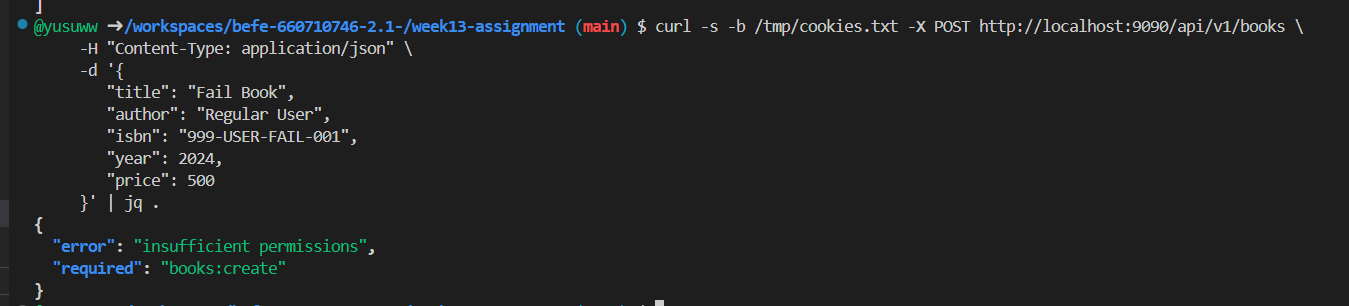 ]
@yusuww ➜/workspaces/befe-660710746-2.1-/week13-assignment (main) $ curl -s -b /tmp/cookies.txt -X POST http://localhost:9090/api/v1/books \
-H "Content-Type: application/json" \
-d '{
"title": "Fail Book",
"author": "Regular User",
"isbn": "999-USER-FAIL-001",
"year": 2024,
"price": 500
}' | jq .
{
"error": "insufficient permissions",
"required": "books:create"
}